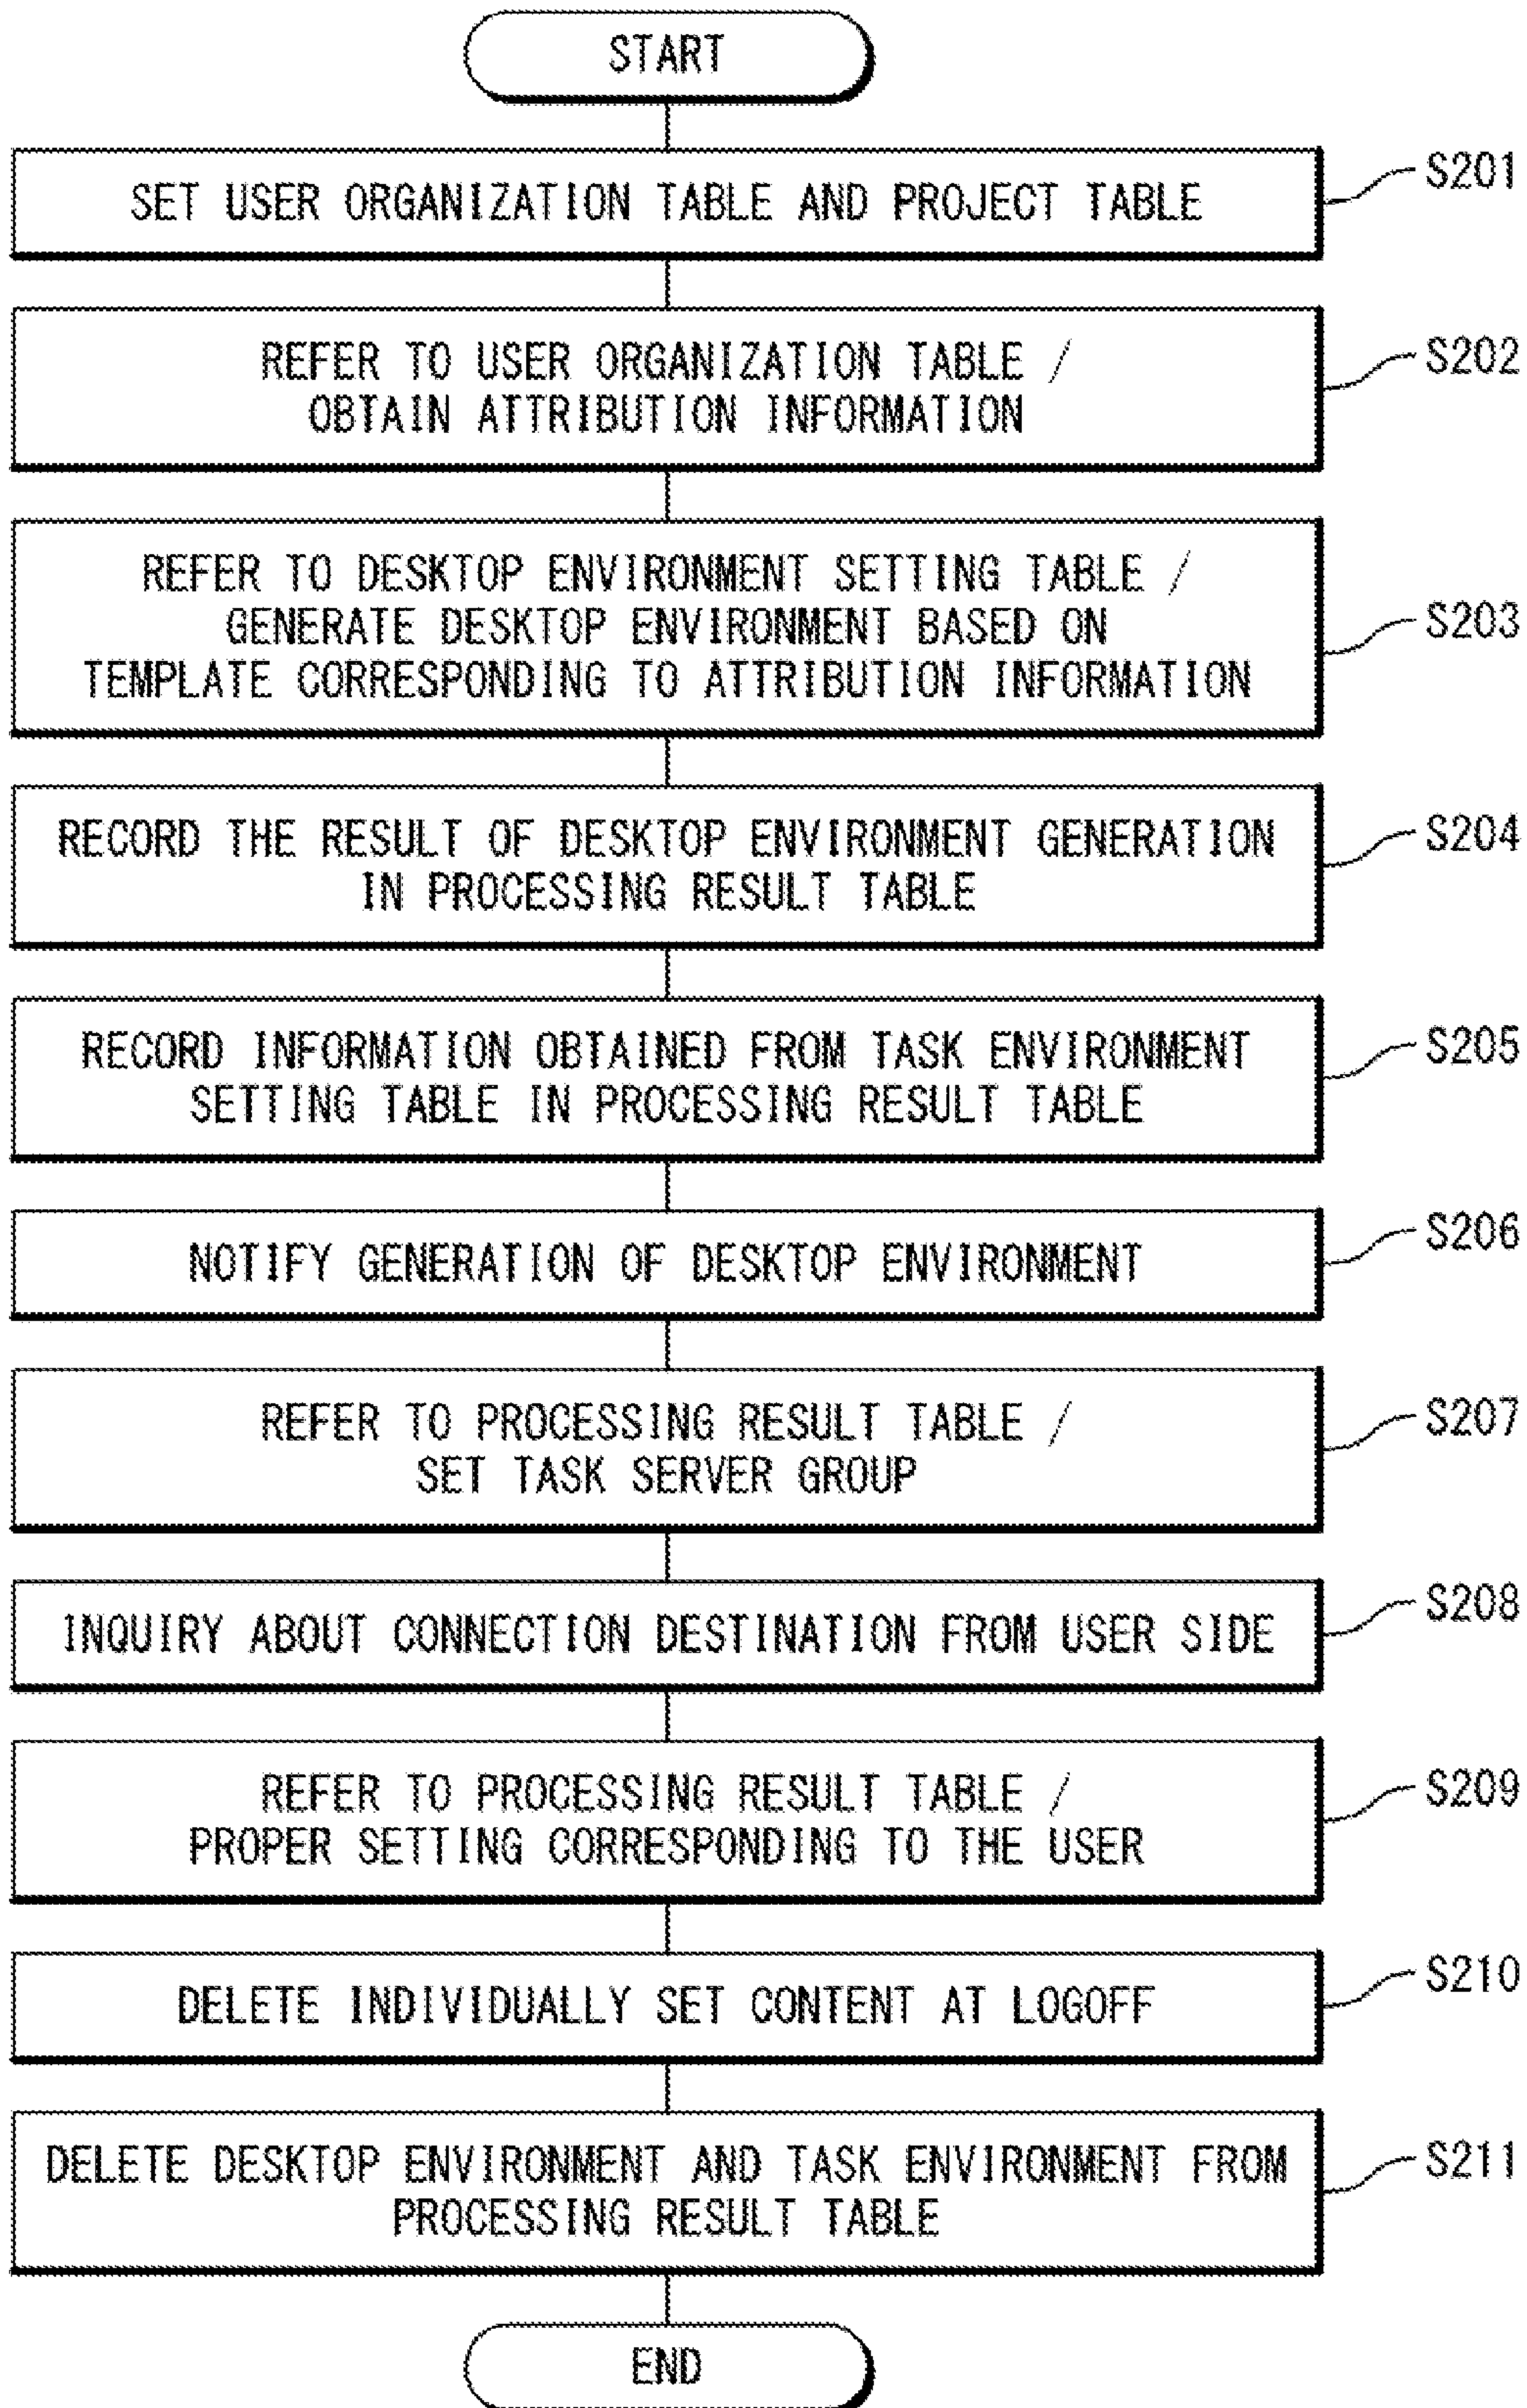 START
SET USER ORGANIZATION TABLE AND PROJECT TABLE
S201
REFER TO USER ORGANIZATION TABLE /
OBTAIN ATTRIBUTION INFORMATION
S202
REFER TO DESKTOP ENVIRONMENT SETTING TABLE /
GENERATE DESKTOP ENVIRONMENT BASED ON
TEMPLATE CORRESPONDING TO ATTRIBUTION INFORMATION
S203
RECORD THE RESULT OF DESKTOP ENVIRONMENT GENERATION
IN PROCESSING RESULT TABLE
S204
RECORD INFORMATION OBTAINED FROM TASK ENVIRONMENT
SETTING TABLE IN PROCESSING RESULT TABLE
S205
NOTIFY GENERATION OF DESKTOP ENVIRONMENT
S206
REFER TO PROCESSING RESULT TABLE /
SET TASK SERVER GROUP
S207
INQUIRY ABOUT CONNECTION DESTINATION FROM USER SIDE
S208
REFER TO PROCESSING RESULT TABLE /
PROPER SETTING CORRESPONDING TO THE USER
S209
DELETE INDIVIDUALLY SET CONTENT AT LOGOFF
S210
DELETE DESKTOP ENVIRONMENT AND TASK ENVIRONMENT FROM
PROCESSING RESULT TABLE
S211
END